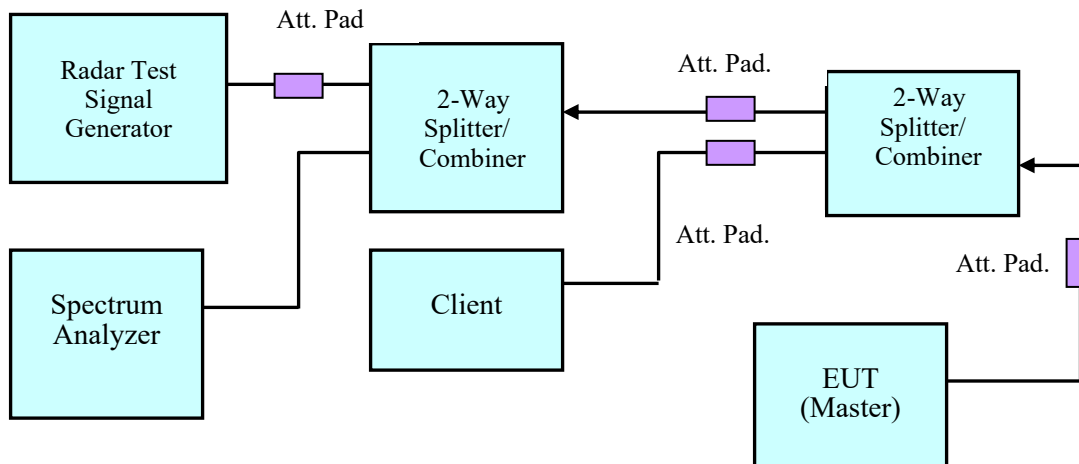 Att. Pad
Radar Test
Signal
Generator
2-Way
Splitter/
Combiner
Att. Pad.
2-Way
Splitter/
Combiner
Att. Pad.
Att. Pad.
Spectrum
Analyzer
Client
EUT
(Master)